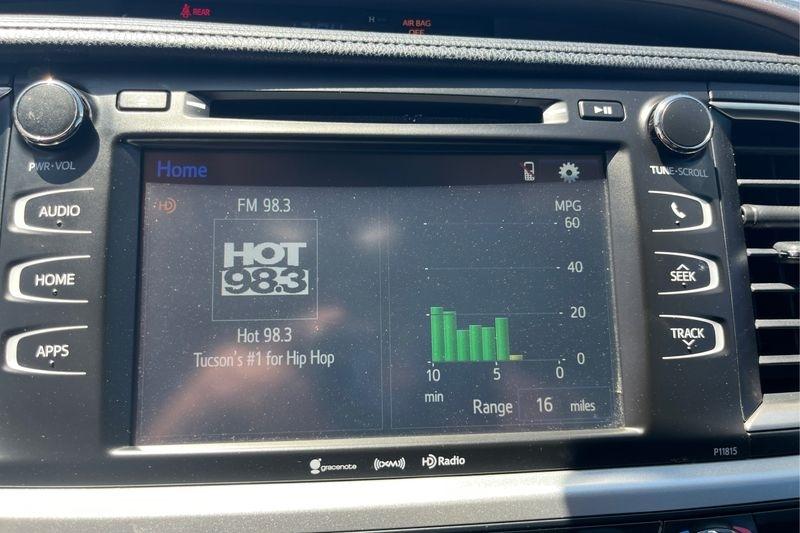 REAR
H
AIR BAG
OFF
PWR•VOL
AUDIO
HOME
APPS
Home
HD
FM 98.3
HOT
98.3
Hot 98.3
Tucson's #1 for Hip Hop
MPG
60
40
20
0
10 5 0
min
Range 16 miles
TUNE•SCROLL
SEEK
TRACK
gracenote
((XM))
HD Radio
P11815